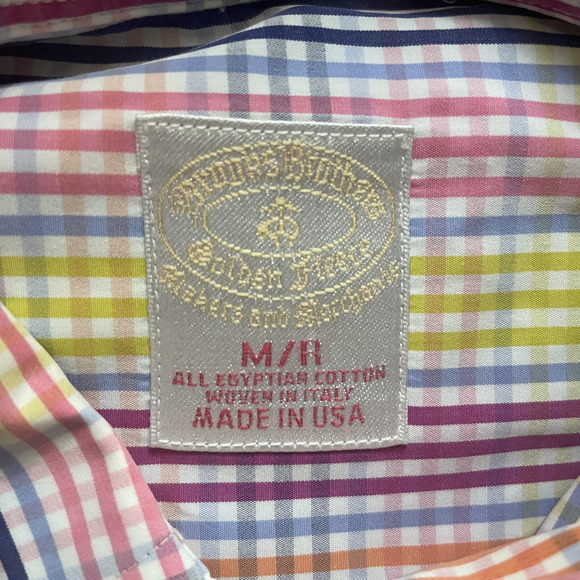 Brooks Brothers
Golden Fleece
Makers and Merchants
M/R
ALL EGYPTIAN COTTON
WOVEN IN ITALY
MADE IN USA